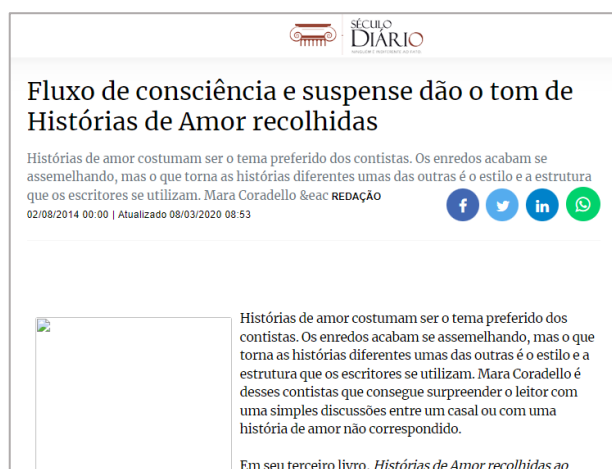 SÉCULO
DIÁRIO
Fluxo de consciência e suspense dão o tom de
Histórias de Amor recolhidas
Histórias de amor costumam ser o tema preferido dos contistas. Os enredos acabam se
assemelhando, mas o que torna as histórias diferentes umas das outras é o estilo e a estrutura
que os escritores se utilizam. Mara Coradello &eac REDAÇÃO
02/08/2014 00:00 | Atualizado 08/03/2020 08:53
Histórias de amor costumam ser o tema preferido dos
contistas. Os enredos acabam se assemelhando, mas o que
torna as histórias diferentes umas das outras é o estilo e a
estrutura que os escritores se utilizam. Mara Coradello é
desses contistas que consegue surpreender o leitor com
uma simples discussões entre um casal ou com uma
história de amor não correspondido.
Em seu terceiro livro, Histórias de Amor recolhidas ao